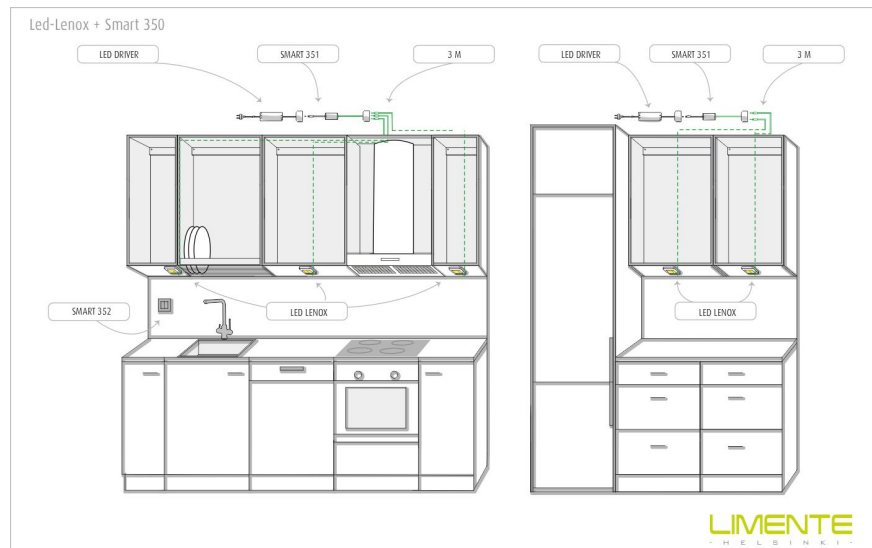 Led-Lenox + Smart 350
LED DRIVER
SMART 351
3 M
LED DRIVER
SMART 351
3 M
SMART 352
LED LENOX
LED LENOX
LIMENTE
- HELSINKI -